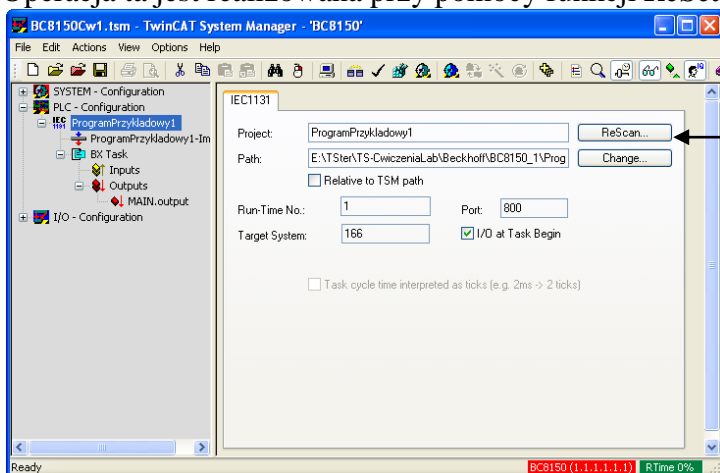 Operacja ta jest realizowana przy pomocy funkcji
BC8150Cw1.tsm - TwinCAT System Manager - 'BC8150'
File Edit Actions View Options Help
SYSTEM - Configuration
PLC - Configuration
ProgramPrzykladowy1
ProgramPrzykladowy1-Im
BX Task
Inputs
Outputs
MAIN.output
I/O - Configuration
IEC1131
Project: ProgramPrzykladowy1 ReScan...
Path: E:\TSter\TS-CwiczeniaLab\Beckhoff\BC8150_1\Prog Change...
Relative to TSM path
Run-Time No.: 1 Port: 800
Target System: 166 I/O at Task Begin
Task cycle time interpreted as ticks (e.g. 2ms -> 2 ticks)
Ready BC8150 (1.1.1.1.1.1) RTime 0%